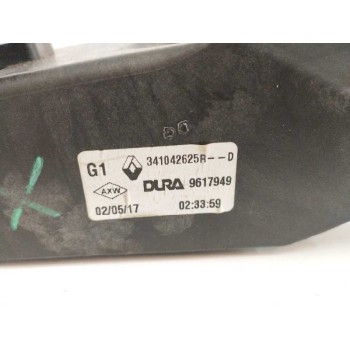 G1 341042625R--D
AXW DURA 9617949
02/05/17 02:33:59